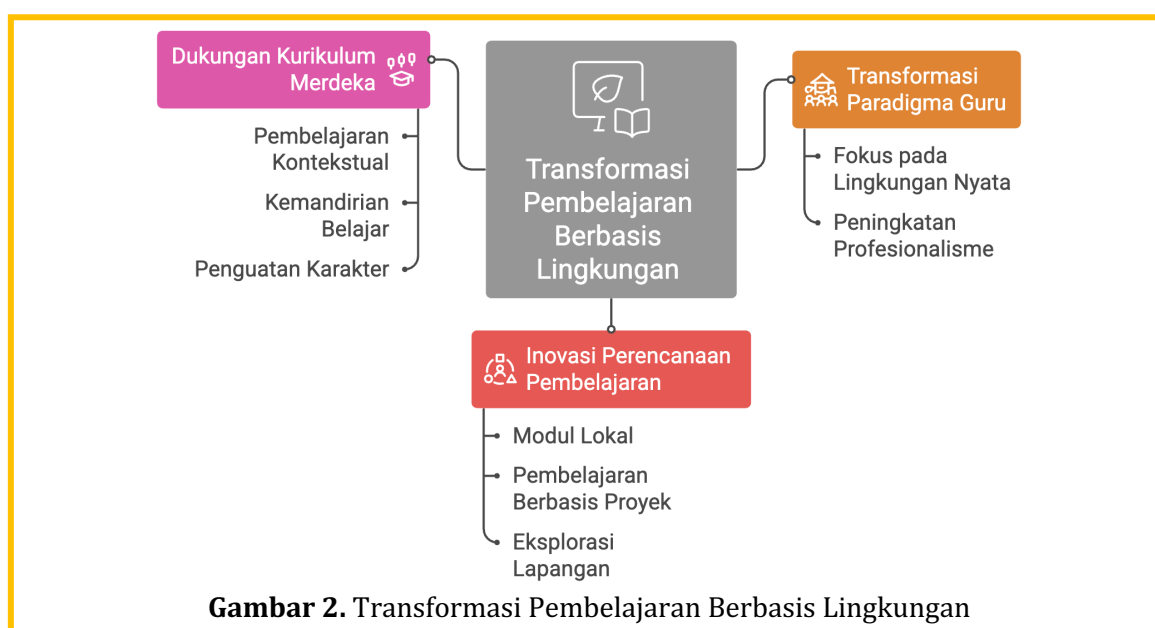 Dukungan Kurikulum
Merdeka
Pembelajaran
Kontekstual
Kemandirian
Belajar
Penguatan Karakter
Transformasi
Pembelajaran
Berbasis
Lingkungan
Transformasi
Paradigma Guru
Fokus pada
Lingkungan Nyata
Peningkatan
Profesionalisme
Inovasi Perencanaan
Pembelajaran
Modul Lokal
Pembelajaran
Berbasis Proyek
Eksplorasi
Lapangan
Gambar 2. Transformasi Pembelajaran Berbasis Lingkungan